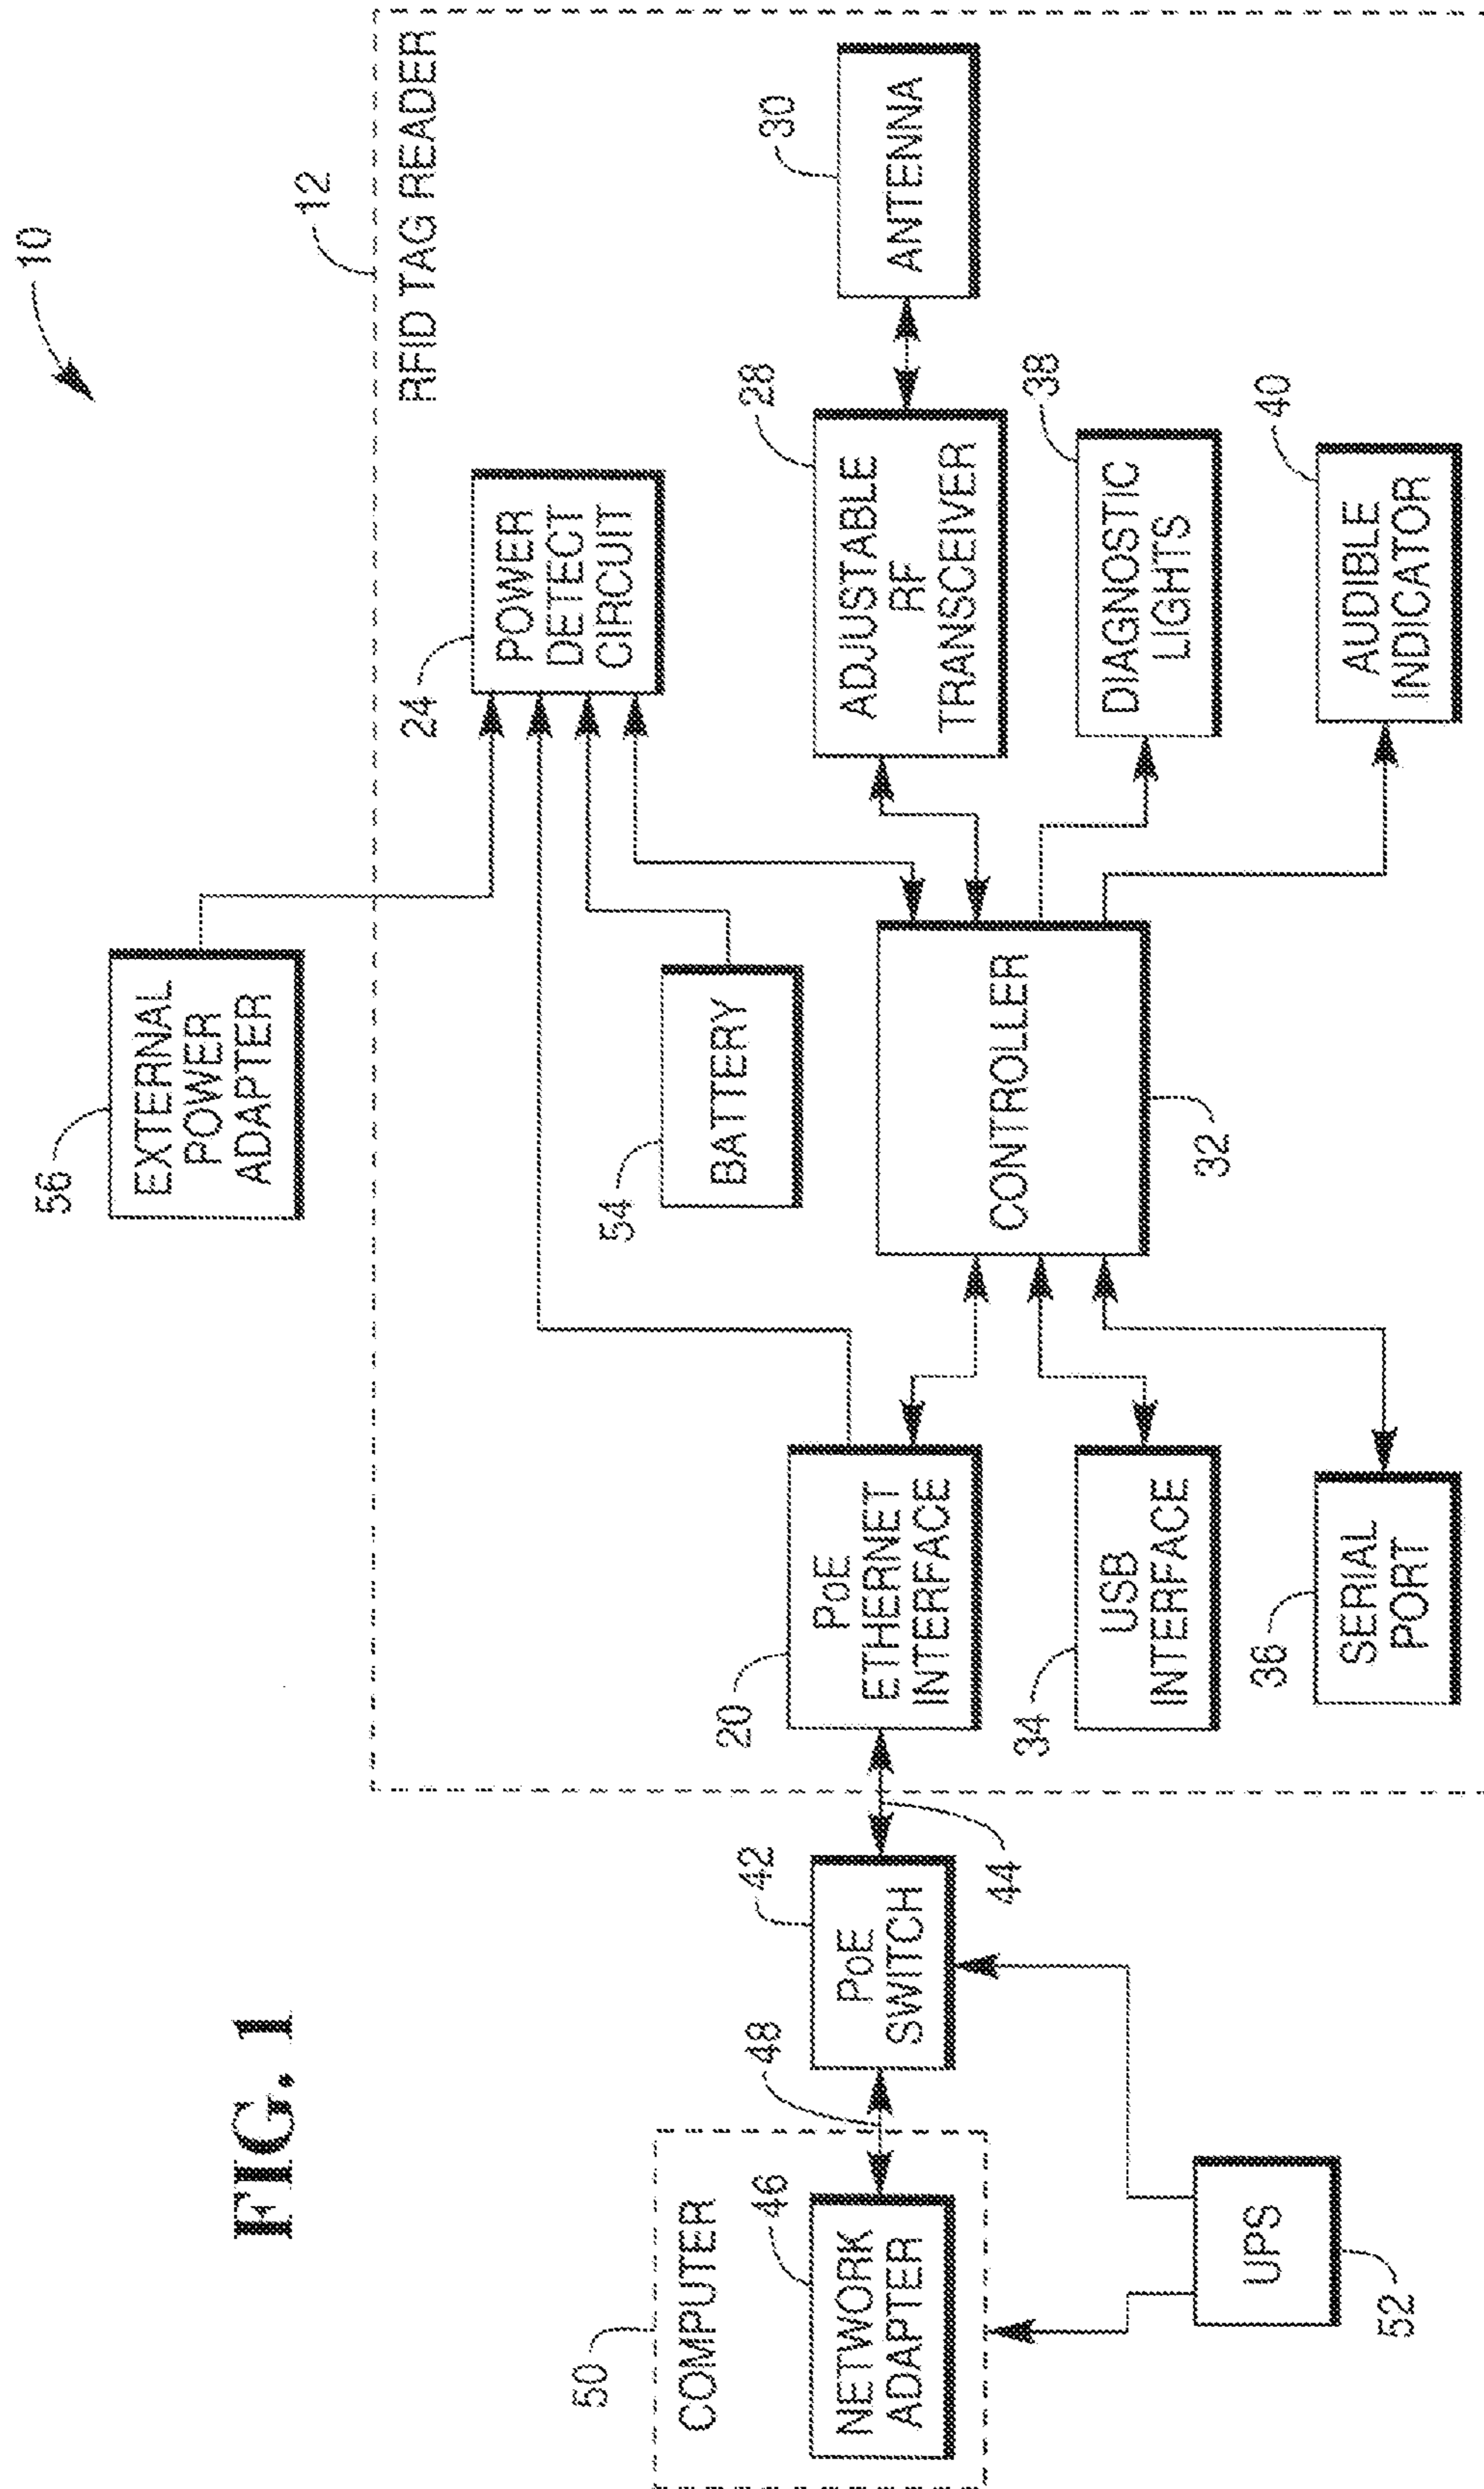 FIG. 1
10
12
RFID TAG READER
56
EXTERNAL
POWER
ADAPTER
24
POWER
DETECT
CIRCUIT
54
BATTERY
50
COMPUTER
46
NETWORK
ADAPTER
48
42
PoE
SWITCH
44
20
PoE
ETHERNET
INTERFACE
CONTROLLER
32
28
ADJUSTABLE
RF
TRANSCEIVER
30
ANTENNA
34
USB
INTERFACE
38
DIAGNOSTIC
LIGHTS
52
UPS
36
SERIAL
PORT
40
AUDIBLE
INDICATOR